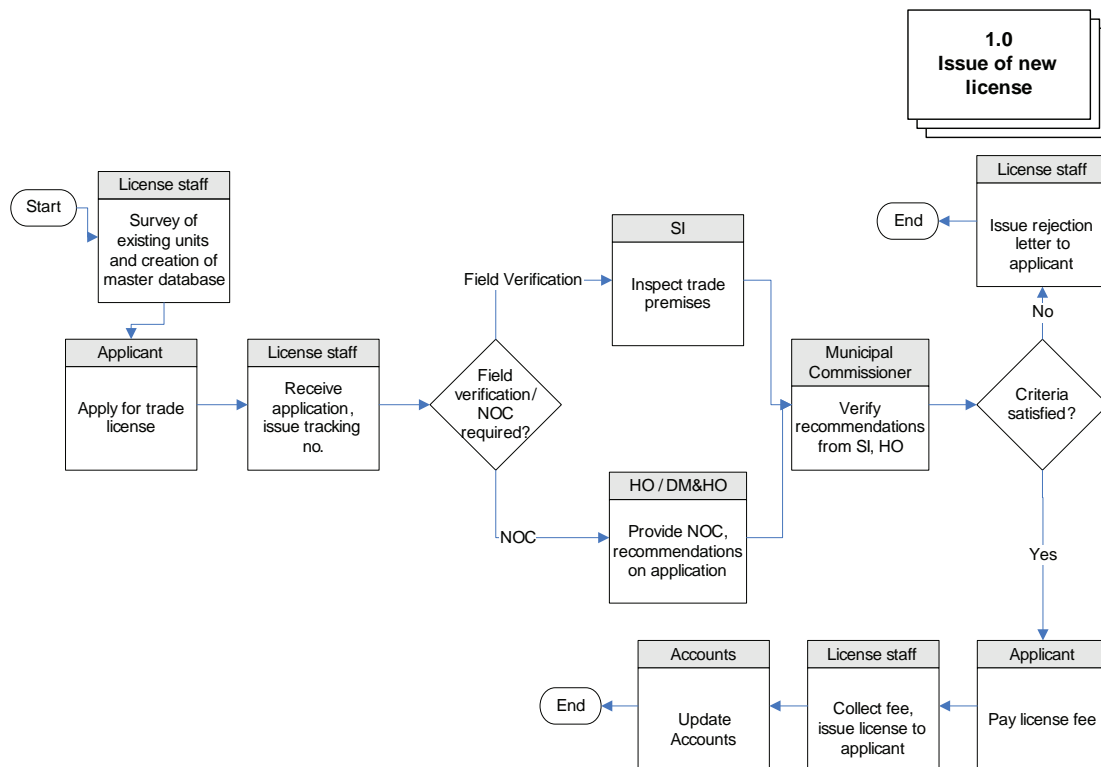 1.0
Issue of new
license
License staff
Start
Survey of
existing units
and creation of
master database
SI
Field Verification
Inspect trade
premises
License staff
End
Issue rejection
letter to
applicant
No
Applicant
Apply for trade
license
License staff
Receive
application,
issue tracking
no.
Field
verification/
NOC
required?
Municipal
Commissioner
Verify
recommendations
from SI, HO
Criteria
satisfied?
HO / DM&HO
NOC
Provide NOC,
recommendations
on application
Yes
Accounts
End
Update
Accounts
License staff
Collect fee,
issue license to
applicant
Applicant
Pay license fee